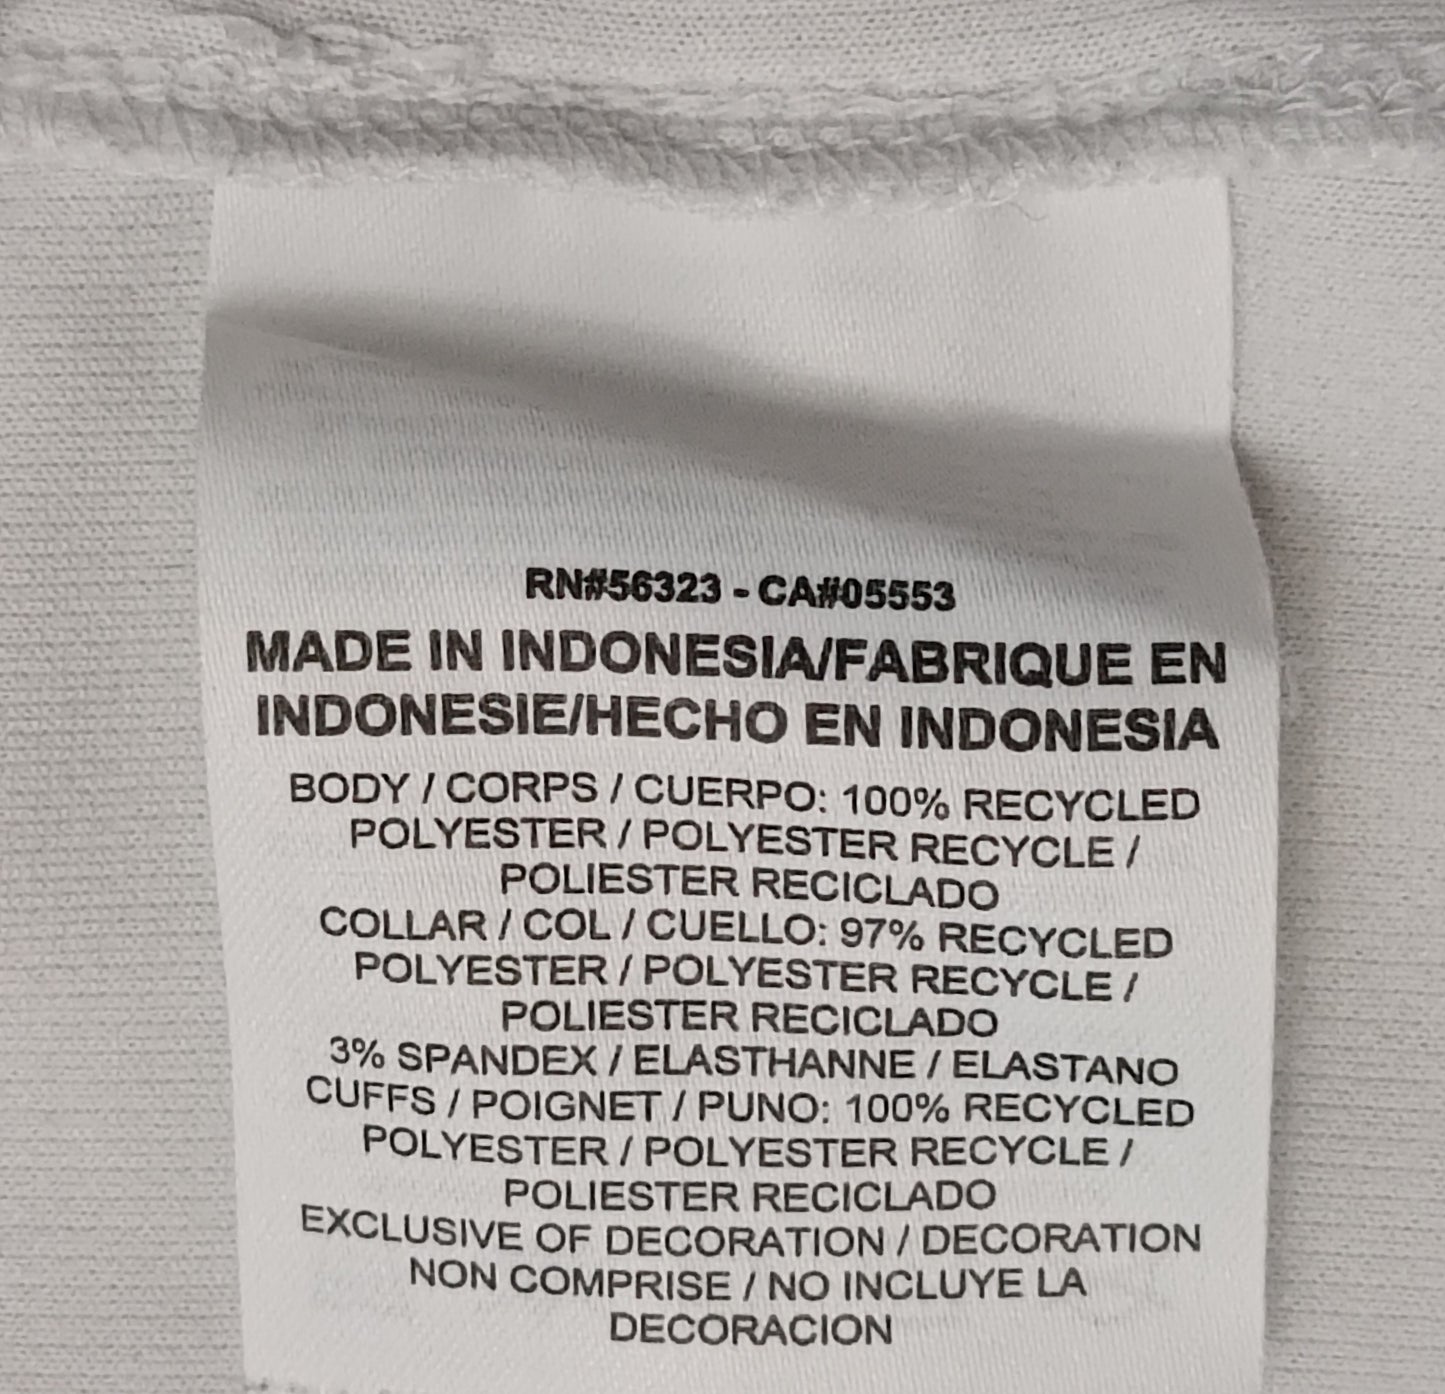 RN#56323 - CA#05553
MADE IN INDONESIA/FABRIQUE EN
INDONESIE/HECHO EN INDONESIA
BODY / CORPS / CUERPO: 100% RECYCLED
POLYESTER / POLYESTER RECYCLE /
POLIESTER RECICLADO
COLLAR / COL / CUELLO: 97% RECYCLED
POLYESTER / POLYESTER RECYCLE /
POLIESTER RECICLADO
3% SPANDEX / ELASTHANNE / ELASTANO
CUFFS / POIGNET / PUNO: 100% RECYCLED
POLYESTER / POLYESTER RECYCLE /
POLIESTER RECICLADO
EXCLUSIVE OF DECORATION / DECORATION
NON COMPRISE / NO INCLUYE LA
DECORACION